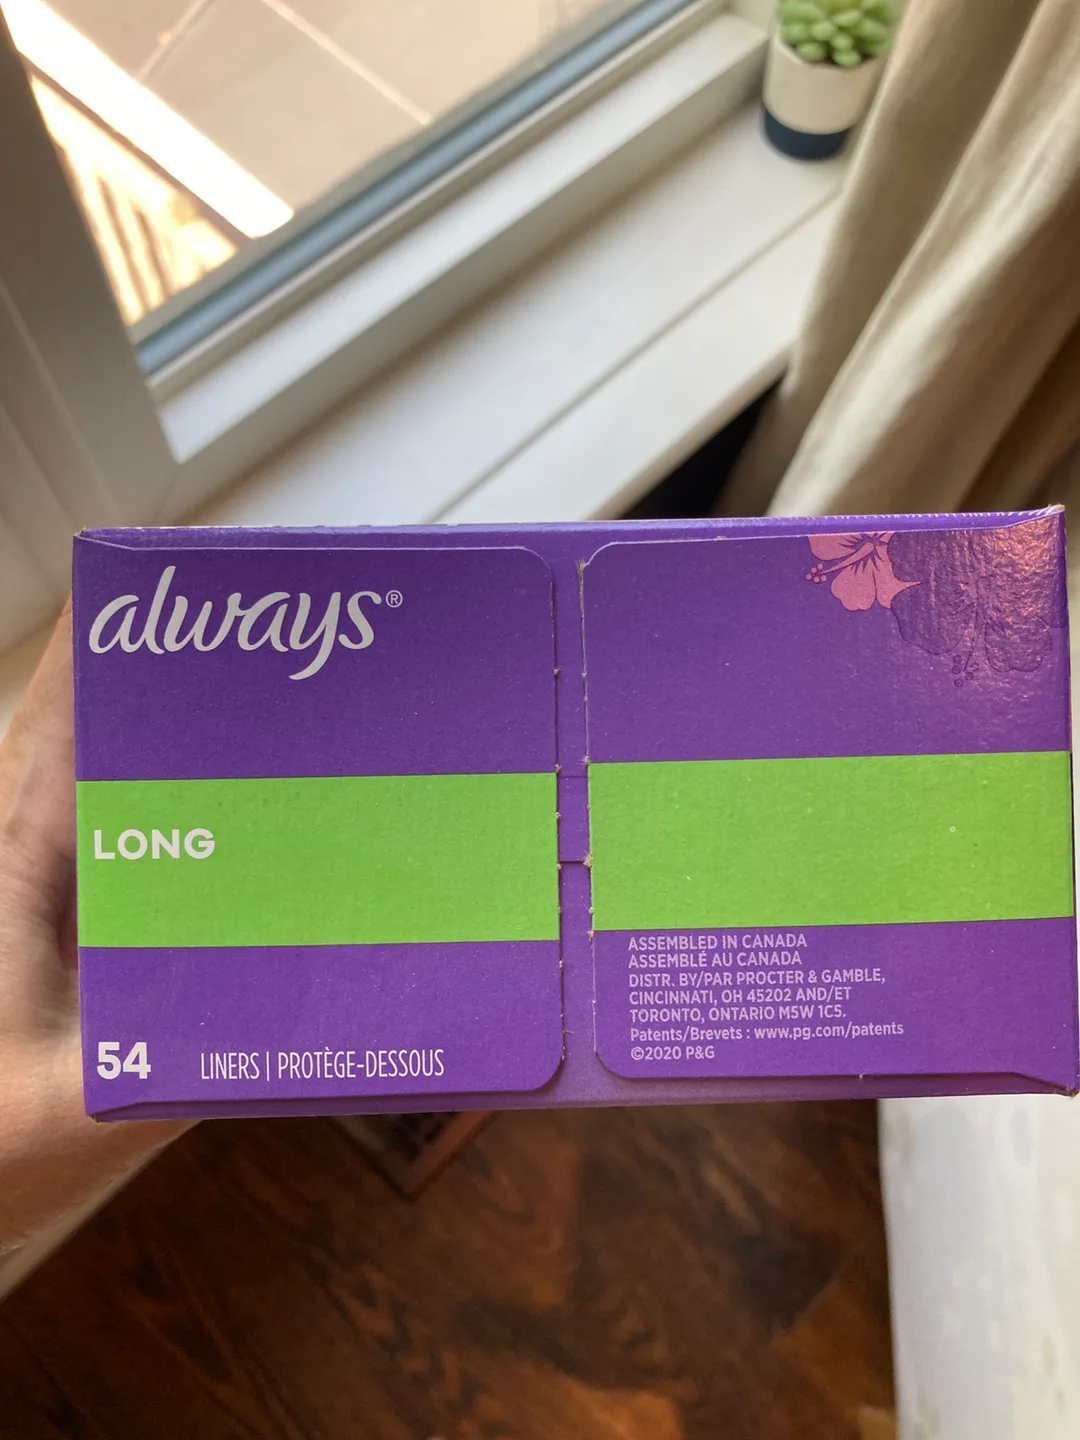 always®
LONG
54 LINERS | PROTÈGE-DESSOUS
ASSEMBLED IN CANADA
ASSEMBLÉ AU CANADA
DISTR. BY/PAR PROCTER & GAMBLE,
CINCINNATI, OH 45202 AND/ET
TORONTO, ONTARIO M5W 1C5.
Patents/Brevets : www.pg.com/patents
©2020 P&G